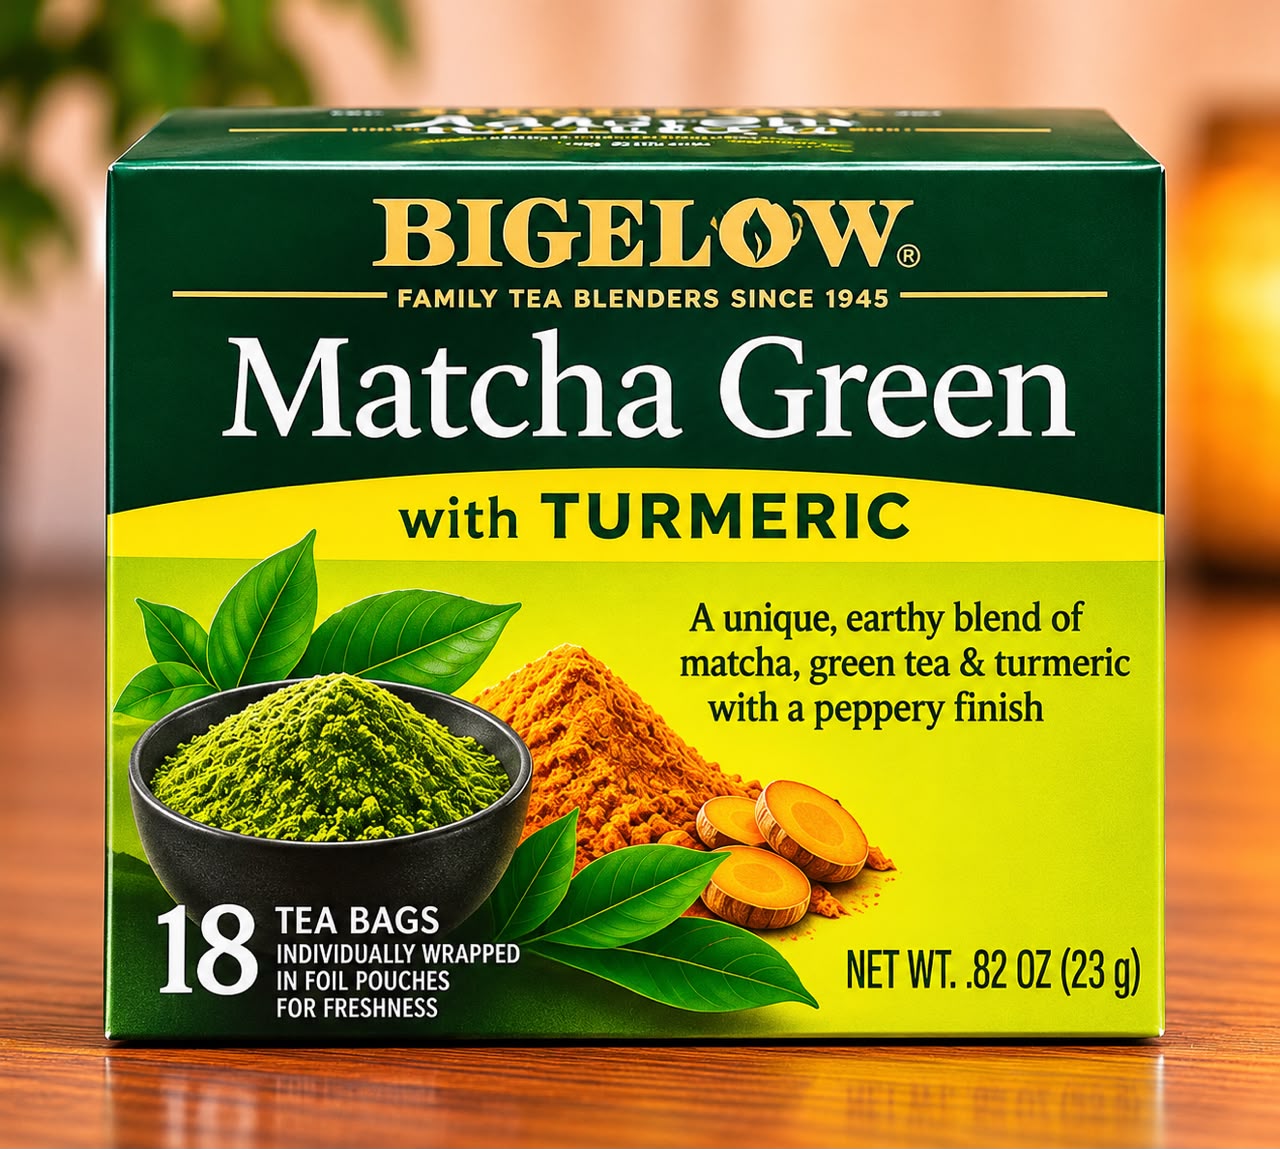 BIGELOW®
FAMILY TEA BLENDERS SINCE 1945
Matcha Green
with TURMERIC
A unique, earthy blend of
matcha, green tea & turmeric
with a peppery finish
18 TEA BAGS
INDIVIDUALLY WRAPPED
IN FOIL POUCHES
FOR FRESHNESS
NET WT. .82 OZ (23 g)